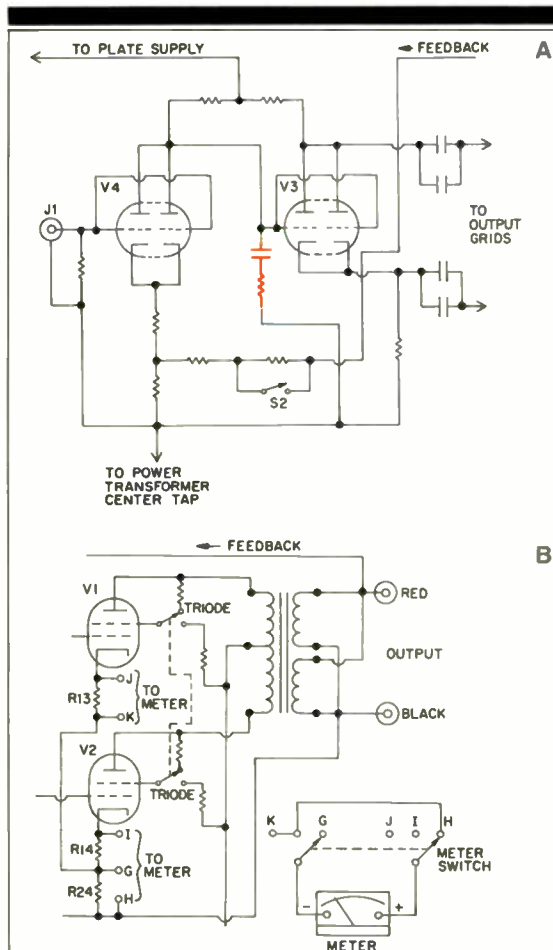 A
TO PLATE SUPPLY
FEEDBACK
V4
V3
J1
TO
OUTPUT
GRIDS
S2
TO POWER
TRANSFORMER
CENTER TAP
B
FEEDBACK
V1
TRIODE
RED
OUTPUT
J
TO
METER
R13
K
BLACK
V2
TRIODE
I
R14
G
TO
METER
R24
H
K
G
J
I
H
METER
SWITCH
-
+
METER